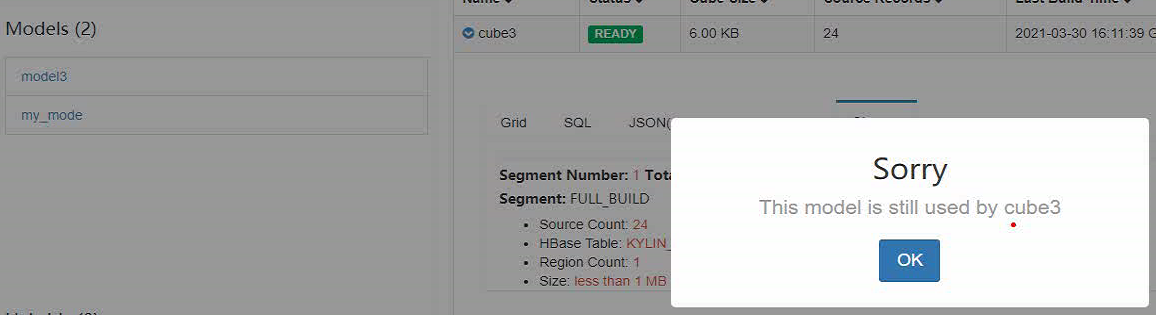 Name Status Cube Size Source Records Last Build Time
Models (2)
cube3 READY 6.00 KB 24 2021-03-30 16:11:39 G
model3
my_mode
Grid SQL JSON(
Sorry
This model is still used by cube3
OK
Segment Number: 1 Tota
Segment: FULL_BUILD
Source Count: 24
HBase Table: KYLIN_
Region Count: 1
Size: less than 1 MB